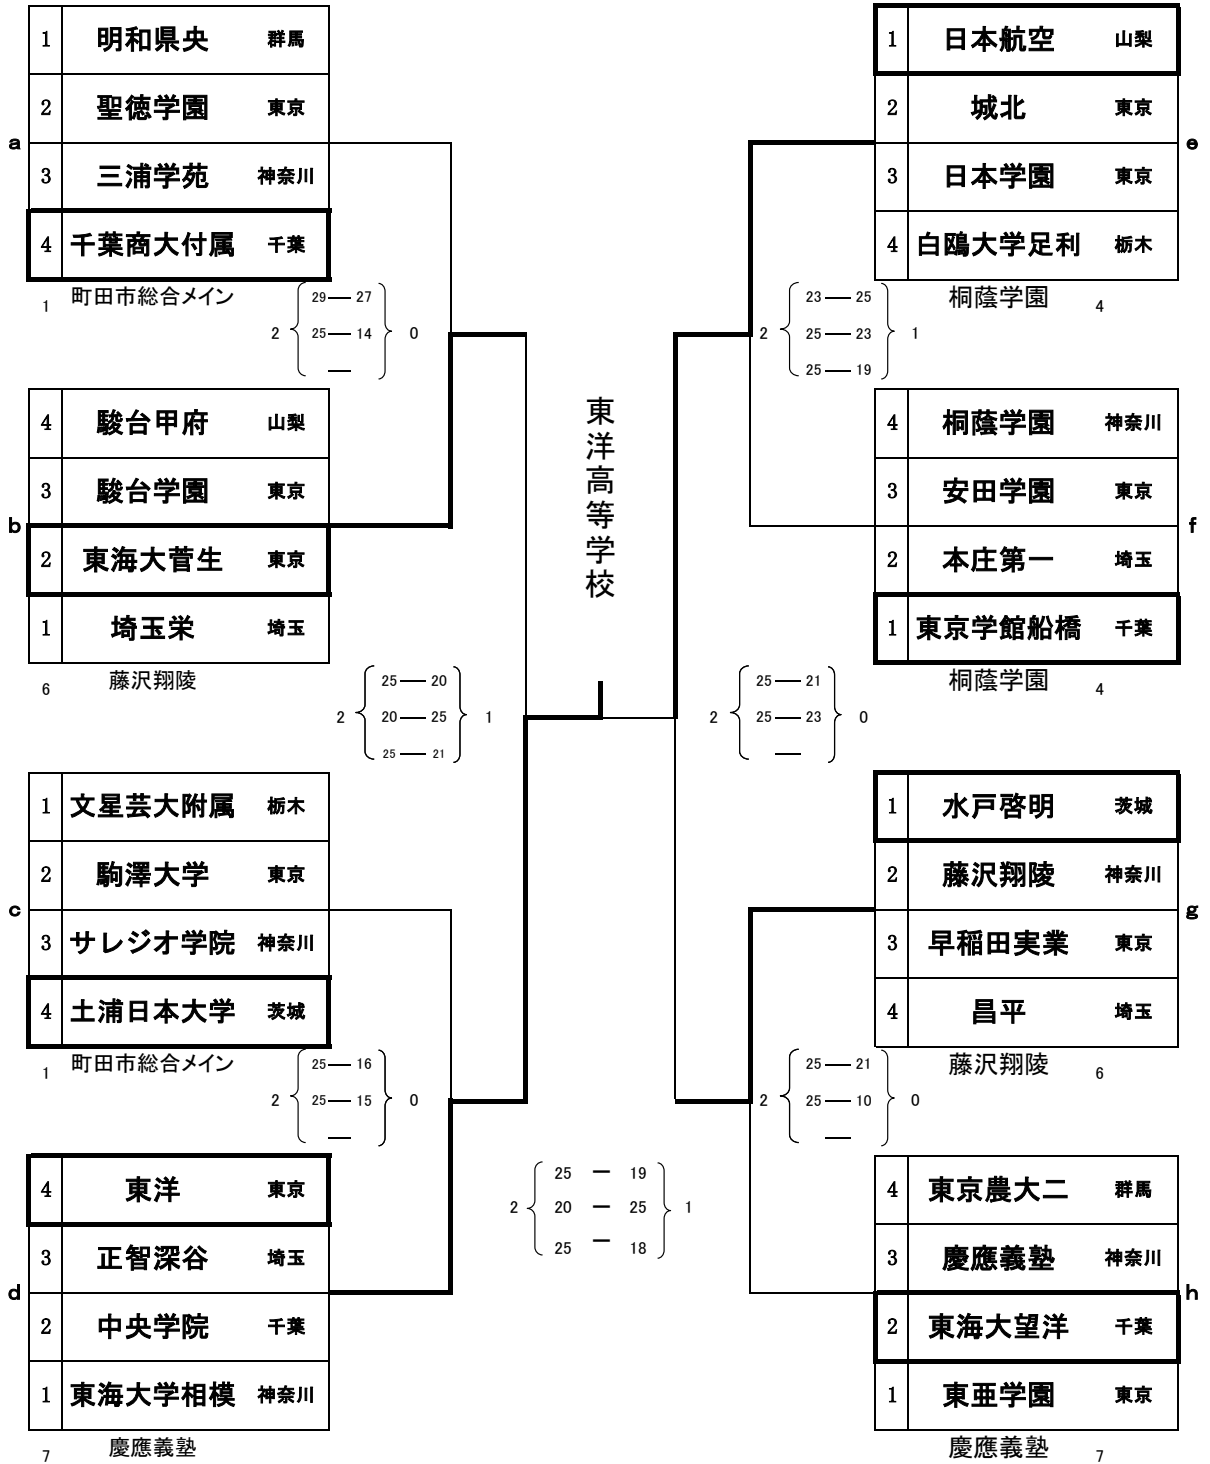 a
1 明和県央 群馬
2 聖徳学園 東京
3 三浦学苑 神奈川
4 千葉商大付属 千葉
1 町田市総合メイン
2 29 — 27 0
25 — 14
—
b
4 駿台甲府 山梨
3 駿台学園 東京
2 東海大菅生 東京
1 埼玉栄 埼玉
6 藤沢翔陵
2 25 — 20 1
20 — 25
25 — 21
c
1 文星芸大附属 栃木
2 駒澤大学 東京
3 サレジオ学院 神奈川
4 土浦日本大学 茨城
1 町田市総合メイン
2 25 — 16 0
25 — 15
—
d
4 東洋 東京
3 正智深谷 埼玉
2 中央学院 千葉
1 東海大学相模 神奈川
7 慶應義塾
東洋高等学校
2 25 — 19 1
20 — 25
25 — 18
e
1 日本航空 山梨
2 城北 東京
3 日本学園 東京
4 白鴎大学足利 栃木
桐蔭学園 4
2 23 — 25 1
25 — 23
25 — 19
f
4 桐蔭学園 神奈川
3 安田学園 東京
2 本庄第一 埼玉
1 東京学館船橋 千葉
桐蔭学園 4
2 25 — 21 0
25 — 23
—
g
1 水戸啓明 茨城
2 藤沢翔陵 神奈川
3 早稲田実業 東京
4 昌平 埼玉
藤沢翔陵 6
2 25 — 21 0
25 — 10
—
h
4 東京農大二 群馬
3 慶應義塾 神奈川
2 東海大望洋 千葉
1 東亜学園 東京
慶應義塾 7